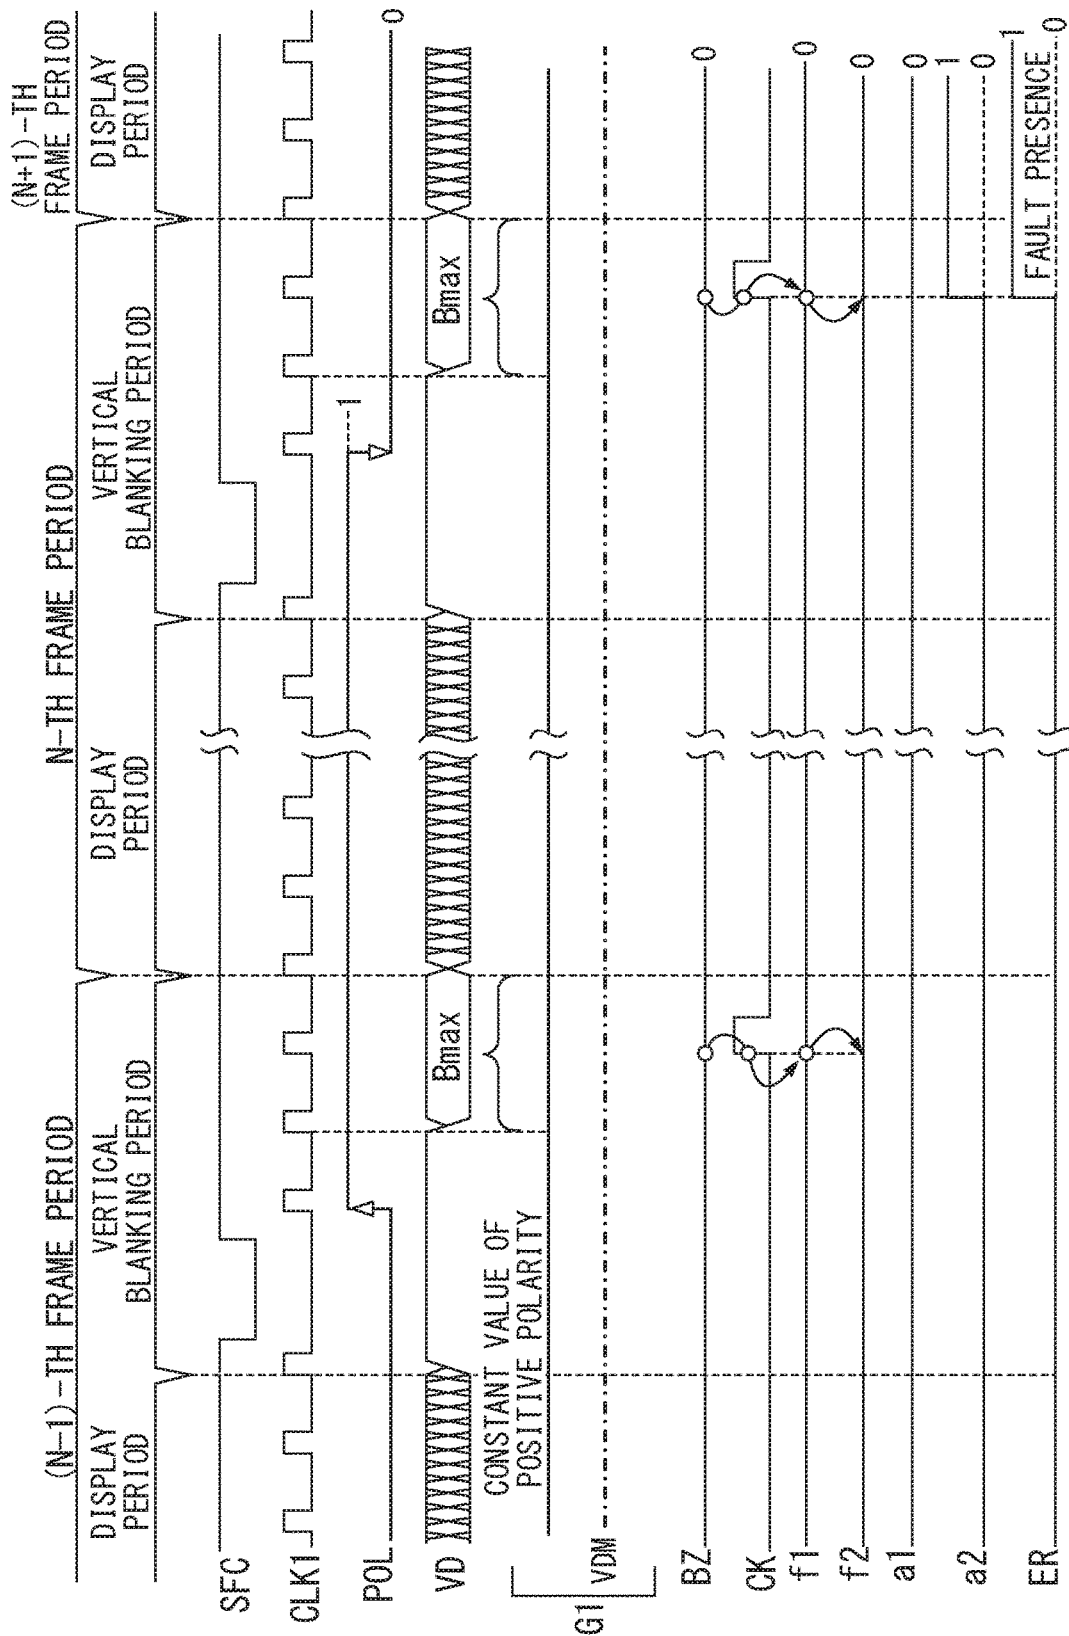 (N-1)-TH FRAME PERIOD
N-TH FRAME PERIOD
(N+1)-TH
FRAME PERIOD
DISPLAY
PERIOD
VERTICAL
BLANKING PERIOD
DISPLAY
PERIOD
VERTICAL
BLANKING PERIOD
DISPLAY
PERIOD
SFC
CLK1
POL
1
0
VD
Bmax
Bmax
CONSTANT VALUE OF
POSITIVE POLARITY
G1
VDM
BZ
0
CK
f1
0
f2
0
a1
0
a2
1
0
ER
FAULT PRESENCE
1
0